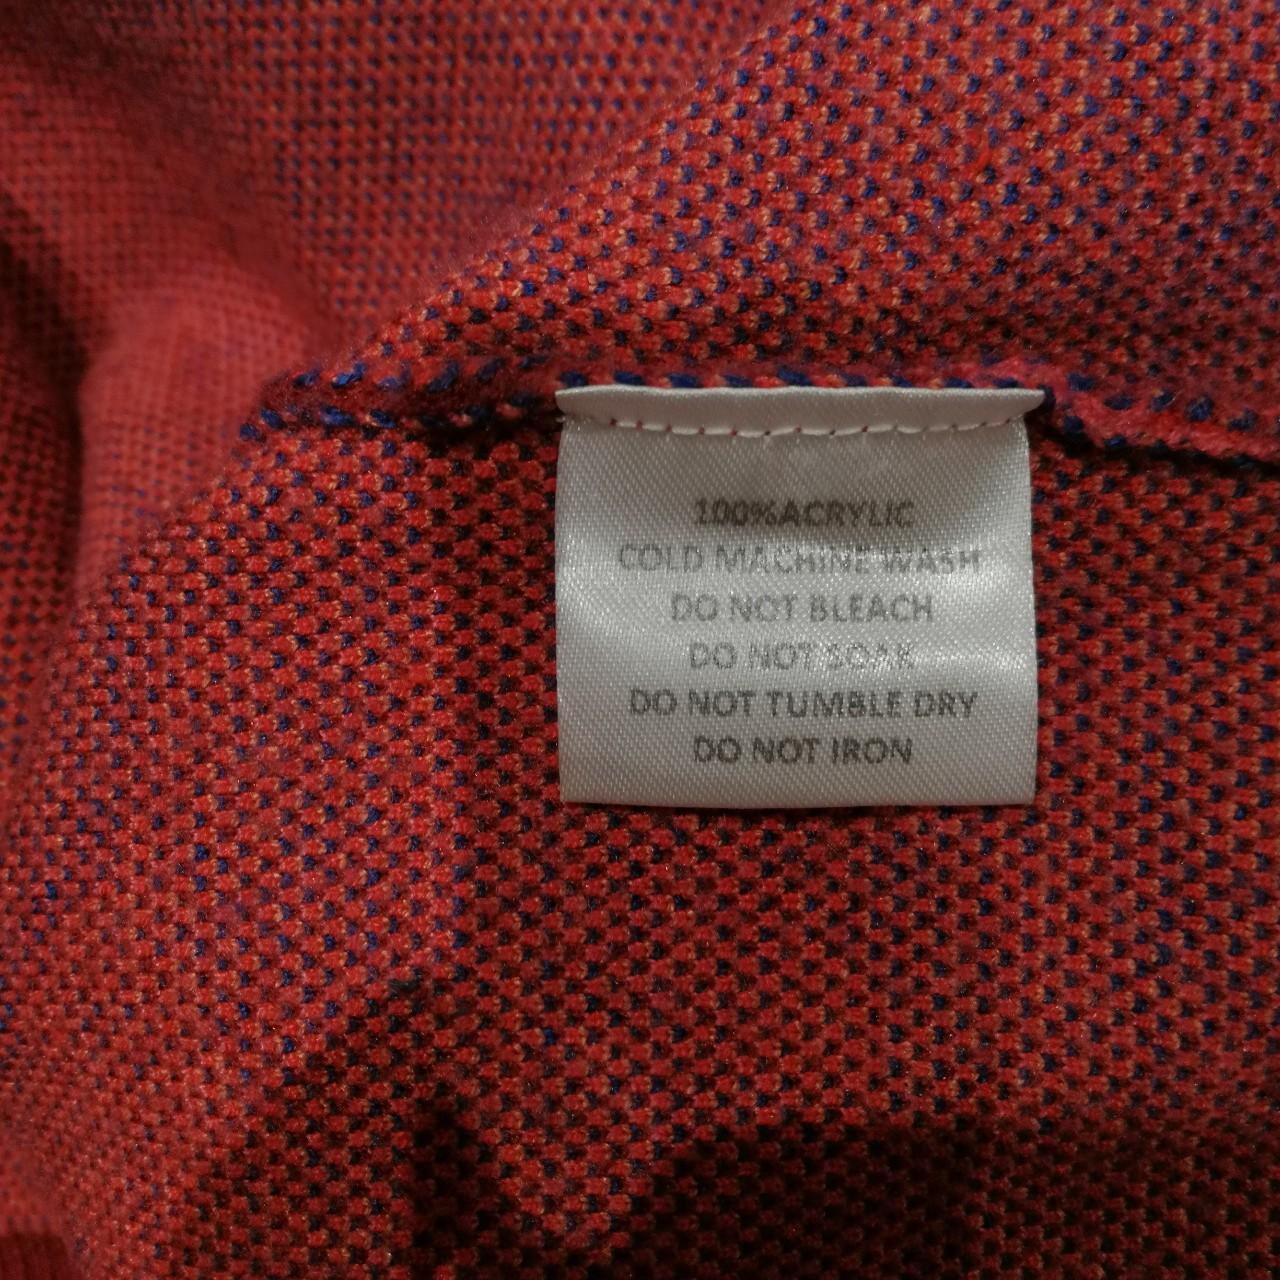 100%ACRYLIC
COLD MACHINE WASH
DO NOT BLEACH
DO NOT SOAK
DO NOT TUMBLE DRY
DO NOT IRON